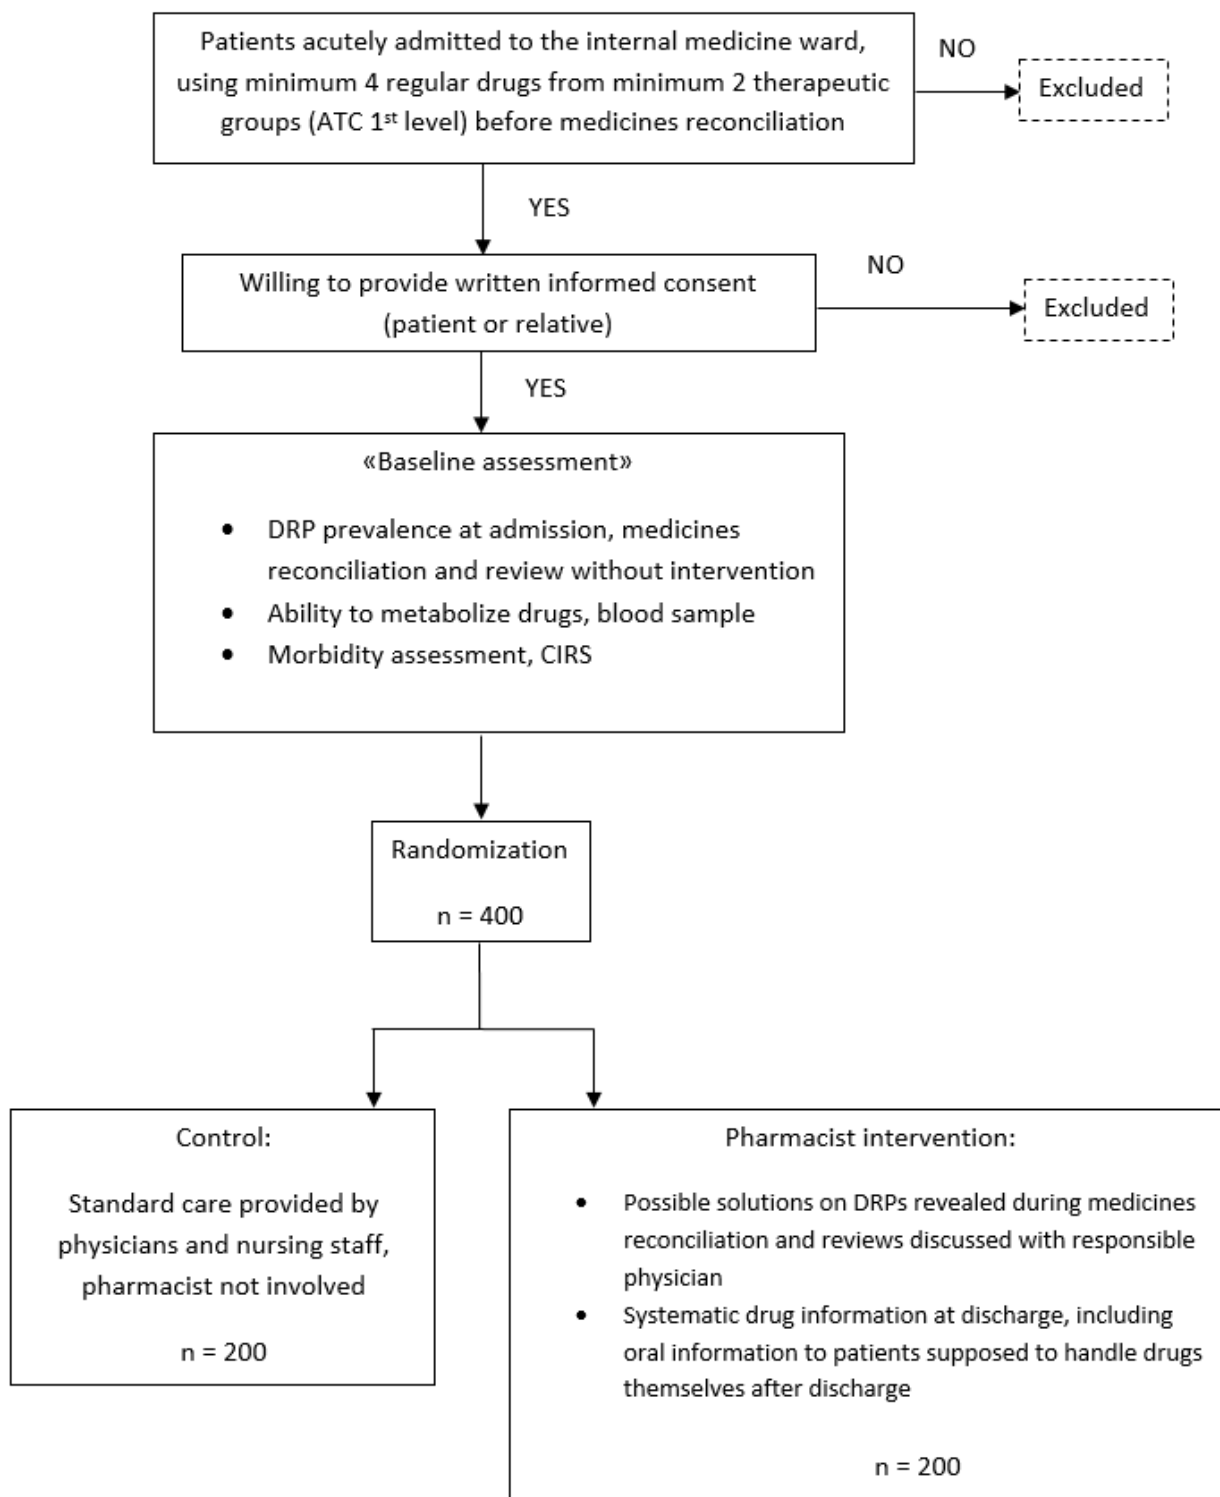 Patients acutely admitted to the internal medicine ward,
using minimum 4 regular drugs from minimum 2 therapeutic
groups (ATC 1st level) before medicines reconciliation
NO
Excluded
YES
Willing to provide written informed consent
(patient or relative)
NO
Excluded
YES
«Baseline assessment»
• DRP prevalence at admission, medicines
reconciliation and review without intervention
• Ability to metabolize drugs, blood sample
• Morbidity assessment, CIRS
Randomization
n = 400
Control:
Standard care provided by
physicians and nursing staff,
pharmacist not involved
n = 200
Pharmacist intervention:
• Possible solutions on DRPs revealed during medicines
reconciliation and reviews discussed with responsible
physician
• Systematic drug information at discharge, including
oral information to patients supposed to handle drugs
themselves after discharge
n = 200